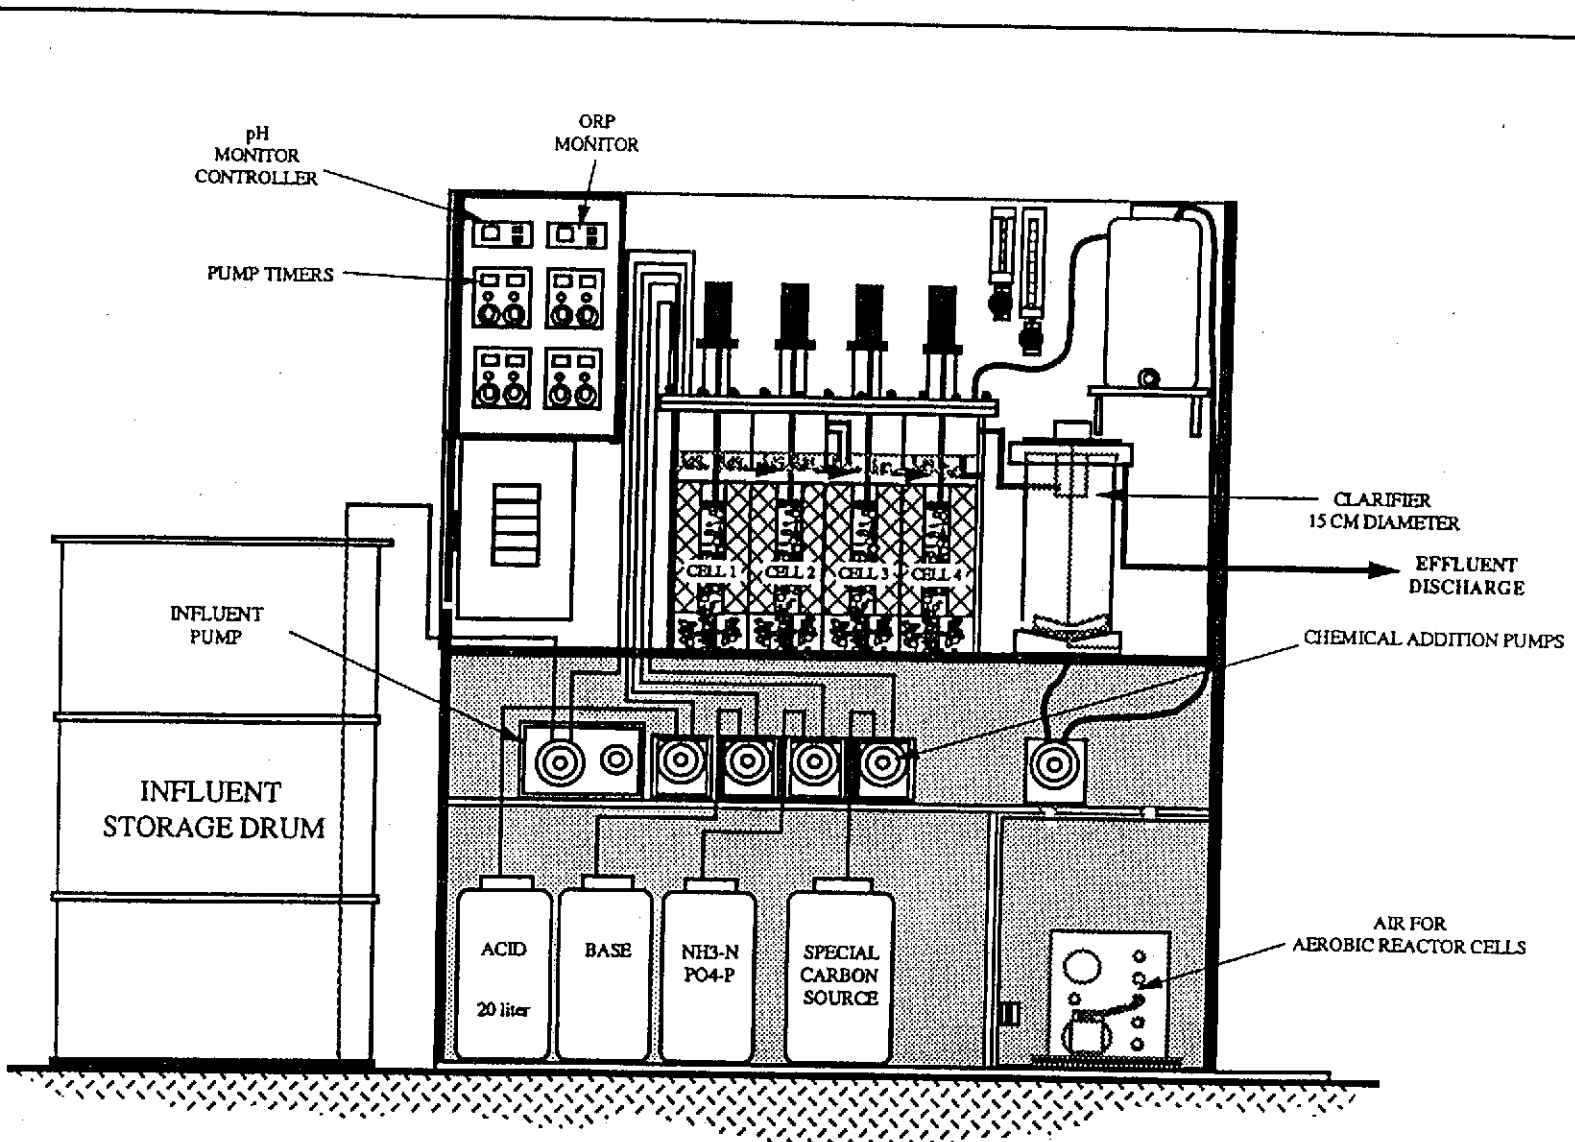 ORP
MONITOR
pH
MONITOR
CONTROLLER
PUMP TIMERS
CLARIFIER
15 CM DIAMETER
EFFLUENT
DISCHARGE
CELL 1
CELL 2
CELL 3
CELL 4
INFLUENT
PUMP
CHEMICAL ADDITION PUMPS
INFLUENT
STORAGE DRUM
ACID
20 liter
BASE
NH3-N
PO4-P
SPECIAL
CARBON
SOURCE
AIR FOR
AEROBIC REACTOR CELLS